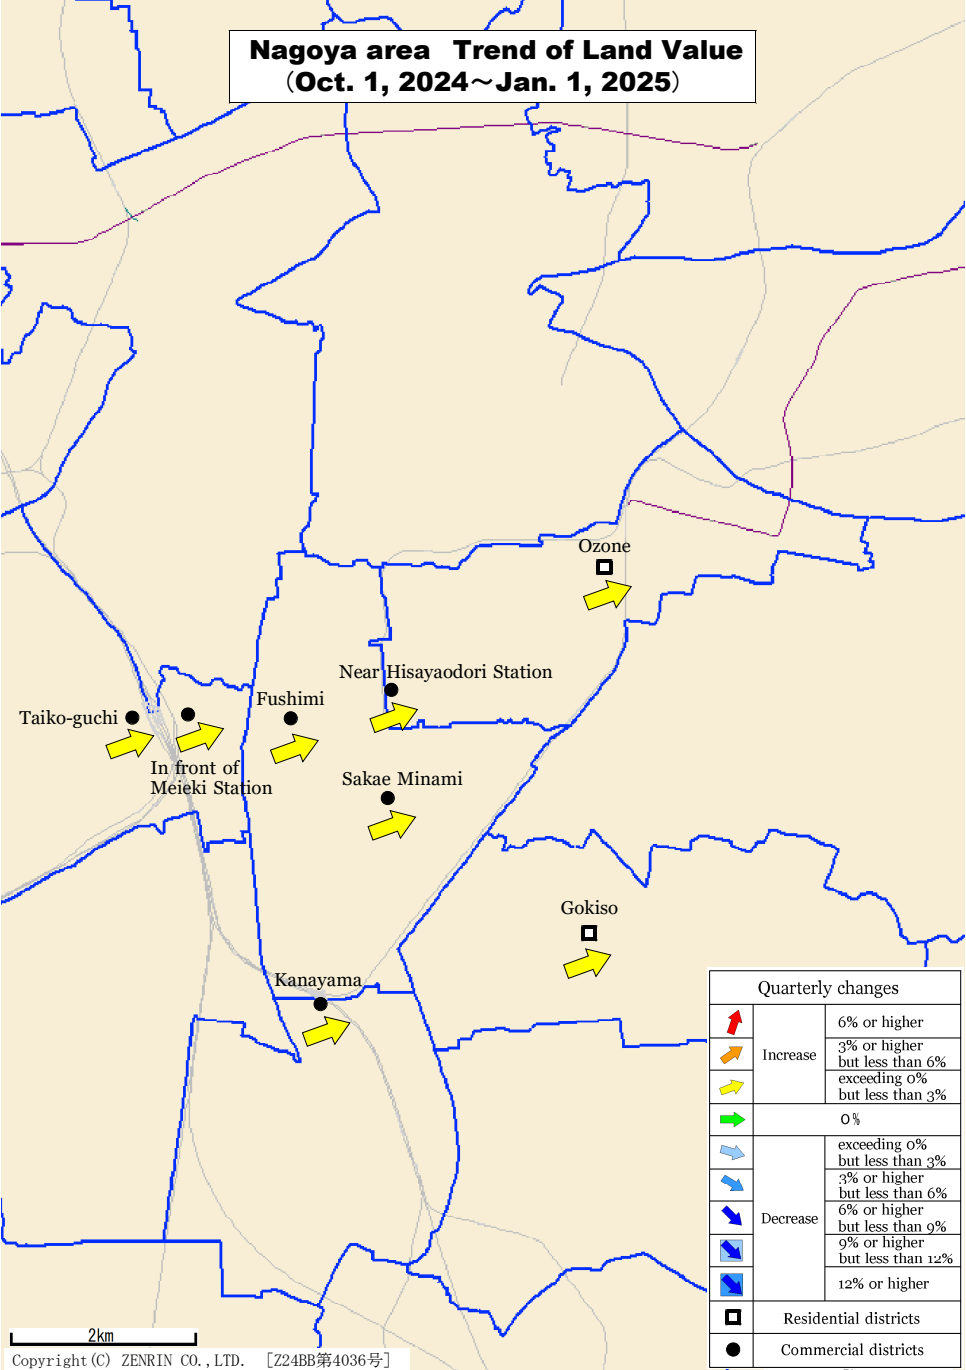 Nagoya area Trend of Land Value
（Oct. 1, 2024～Jan. 1, 2025）
Ozone
Near Hisayaodori Station
Fushimi
Taiko-guchi
In front of
Meieki Station
Sakae Minami
Gokiso
Kanayama
Quarterly changes
Increase
6% or higher
3% or higher
but less than 6%
exceeding 0%
but less than 3%
0%
Decrease
exceeding 0%
but less than 3%
3% or higher
but less than 6%
6% or higher
but less than 9%
9% or higher
but less than 12%
12% or higher
Residential districts
Commercial districts
2km
Copyright(C) ZENRIN CO.,LTD. [Z24BB第4036号]